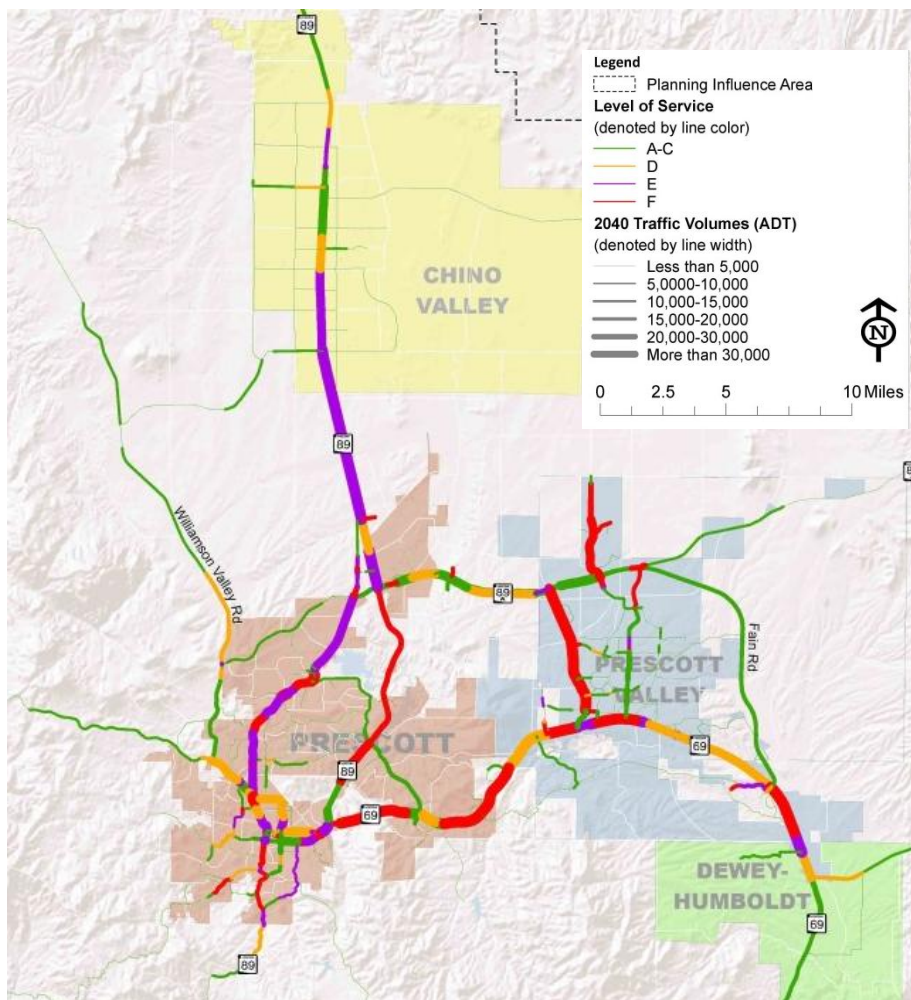 89
Legend
Planning Influence Area
Level of Service
(denoted by line color)
A-C
D
E
F
2040 Traffic Volumes (ADT)
(denoted by line width)
Less than 5,000
5,0000-10,000
10,000-15,000
15,000-20,000
20,000-30,000
More than 30,000
N
0 2.5 5 10 Miles
CHINO
VALLEY
89
Williamson Valley Rd
89
Fain Rd
PRESCOTT
VALLEY
PRESCOTT
69
89
69
DEWEY-
HUMBOLDT
69
89